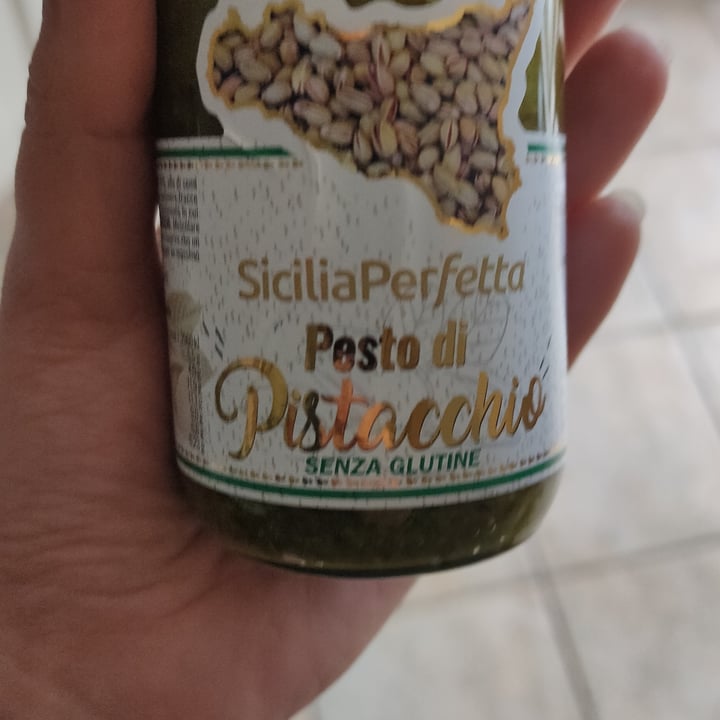 SiciliaPerfetta
Pesto di
Pistacchio
SENZA GLUTINE